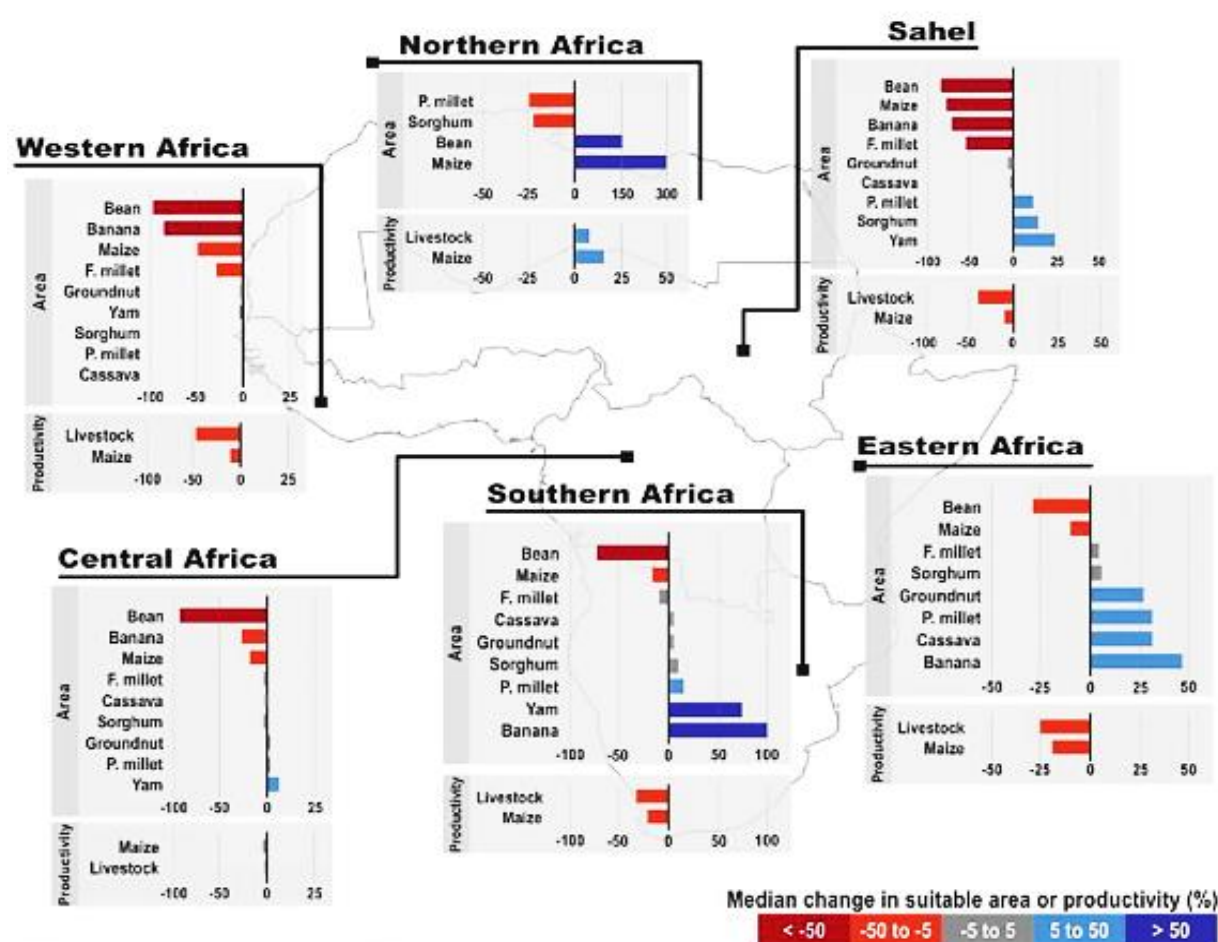 Northern Africa
Area
P. millet
Sorghum
Bean
Maize
-50 -25 0 150 300
Productivity
Livestock
Maize
-50 -25 0 25 50
Sahel
Area
Bean
Maize
Banana
F. millet
Groundnut
Cassava
P. millet
Sorghum
Yam
-100 -50 0 25 50
Productivity
Livestock
Maize
-100 -50 0 25 50
Western Africa
Area
Bean
Banana
Maize
F. millet
Groundnut
Yam
Sorghum
P. millet
Cassava
-100 -50 0 25
Productivity
Livestock
Maize
-100 -50 0 25
Central Africa
Area
Bean
Banana
Maize
F. millet
Cassava
Sorghum
Groundnut
P. millet
Yam
-100 -50 0 25
Productivity
Maize
Livestock
-100 -50 0 25
Southern Africa
Area
Bean
Maize
F. millet
Cassava
Groundnut
Sorghum
P. millet
Yam
Banana
-100 -50 0 50 100
Productivity
Livestock
Maize
-100 -50 0 50 100
Eastern Africa
Area
Bean
Maize
F. millet
Sorghum
Groundnut
P. millet
Cassava
Banana
-50 -25 0 25 50
Productivity
Livestock
Maize
-50 -25 0 25 50
Median change in suitable area or productivity (%)
< -50 -50 to -5 -5 to 5 5 to 50 > 50